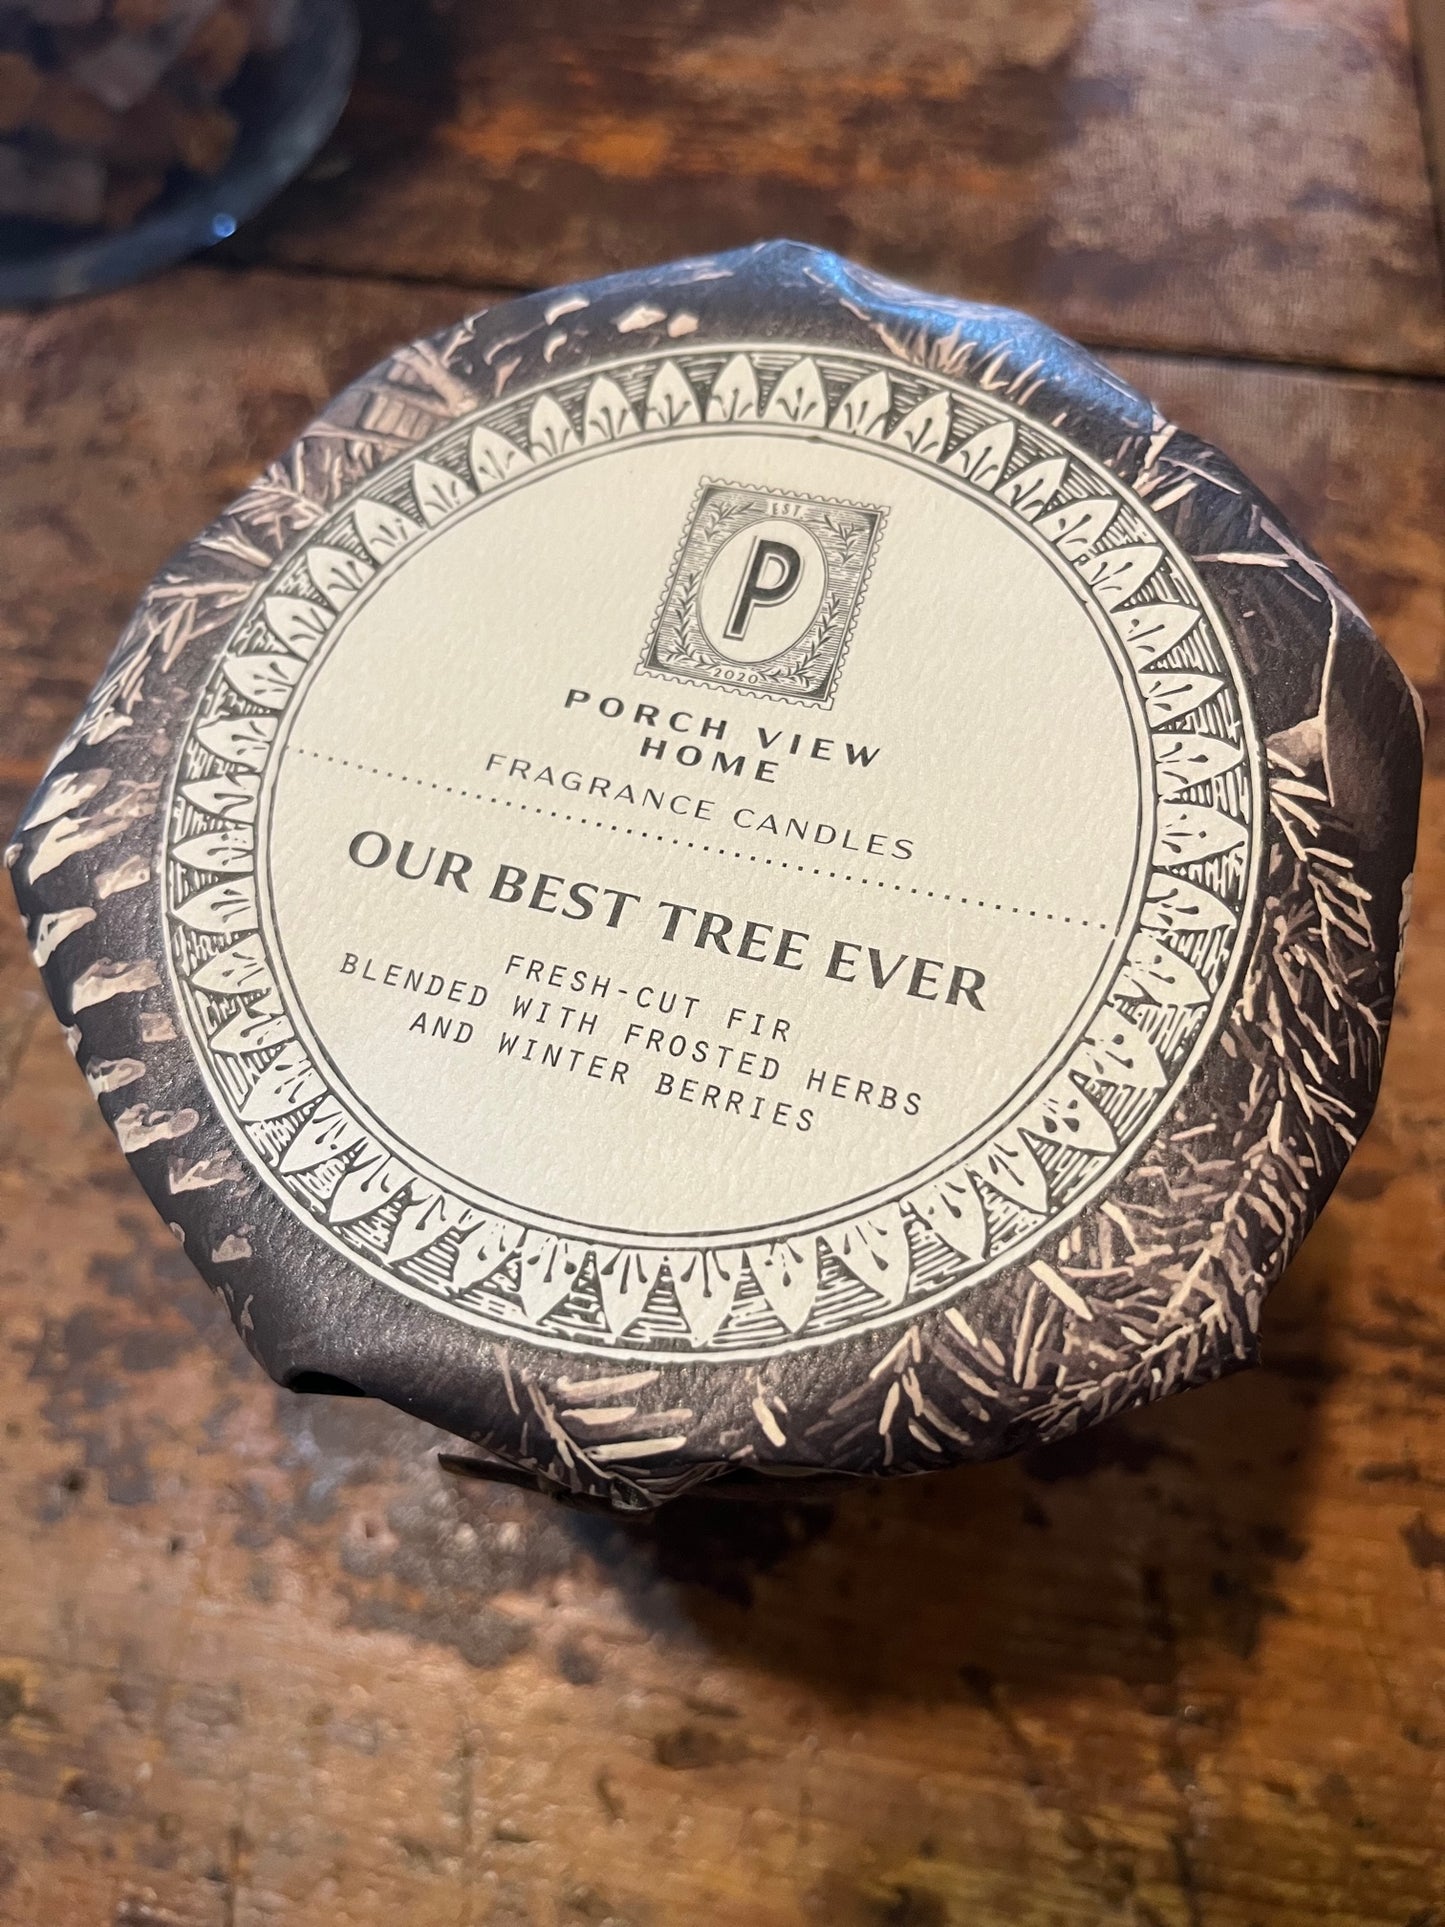 EST.
P
2020
PORCH VIEW
HOME
FRAGRANCE CANDLES
OUR BEST TREE EVER
FRESH-CUT FIR
BLENDED WITH FROSTED HERBS
AND WINTER BERRIES